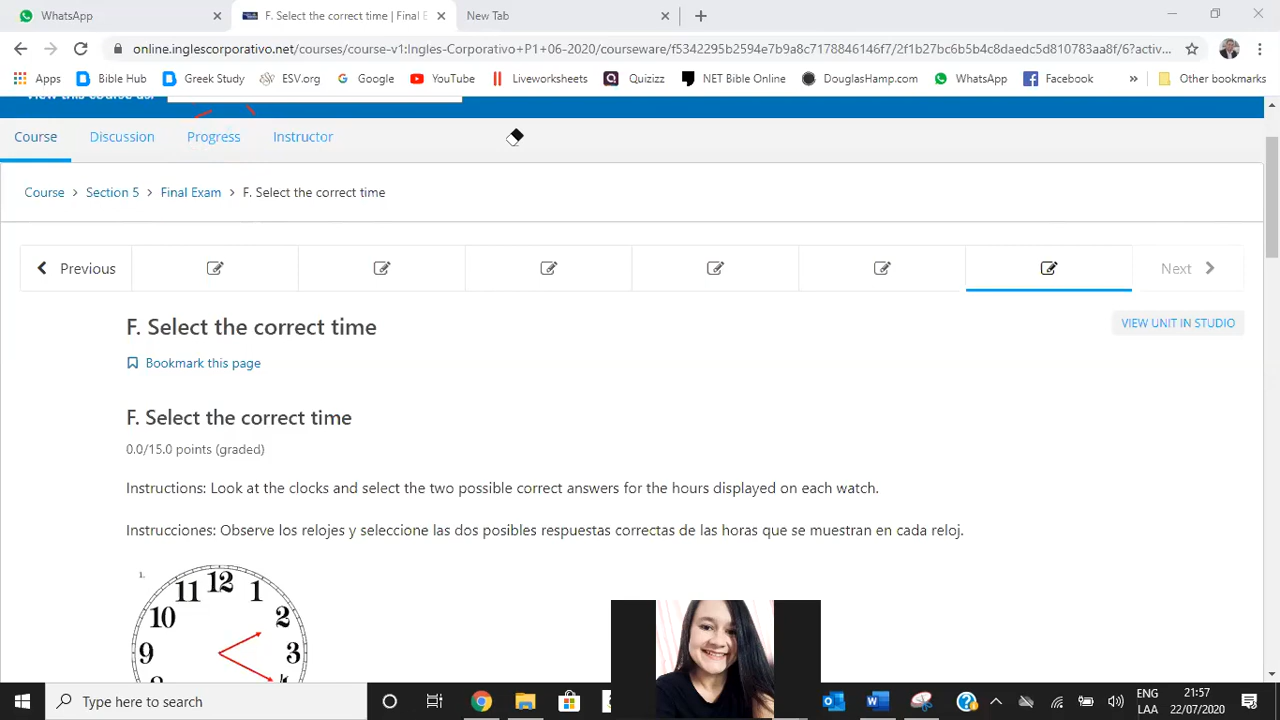 WhatsApp
F. Select the correct time | Final E
New Tab
online.inglescorporativo.net/courses/course-v1:Ingles-Corporativo+P1+06-2020/courseware/f5342293b2594e7b9a8c7178846146f7/2f1b27bc6b5b4c8daedc5d810783aa8f/6?activ...
Apps
Bible Hub
Greek Study
ESV.org
Google
YouTube
Liveworksheets
Quizizz
NET Bible Online
DouglasHamp.com
WhatsApp
Facebook
»
Other bookmarks
View this course as:
Course
Discussion
Progress
Instructor
Course > Section 5 > Final Exam > F. Select the correct time
Previous
Next
F. Select the correct time
VIEW UNIT IN STUDIO
Bookmark this page
F. Select the correct time
0.0/15.0 points (graded)
Instructions: Look at the clocks and select the two possible correct answers for the hours displayed on each watch.
Instrucciones: Observe los relojes y seleccione las dos posibles respuestas correctas de las horas que se muestran en cada reloj.
1.
11 12 1
10 2
9 3
Type here to search
ENG
LAA
21:57
22/07/2020